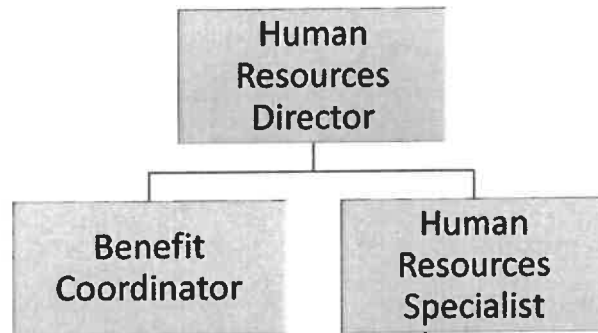 Human
Resources
Director
Benefit
Coordinator
Human
Resources
Specialist